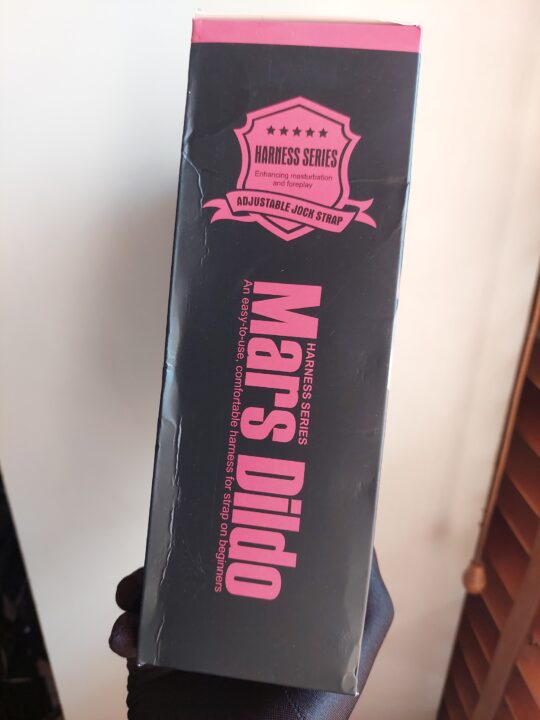 HARNESS SERIES
Enhancing masturbation
and foreplay
ADJUSTABLE JOCK STRAP
HARNESS SERIES
Mars Dildo
An easy-to-use, comfortable harness for strap on beginners